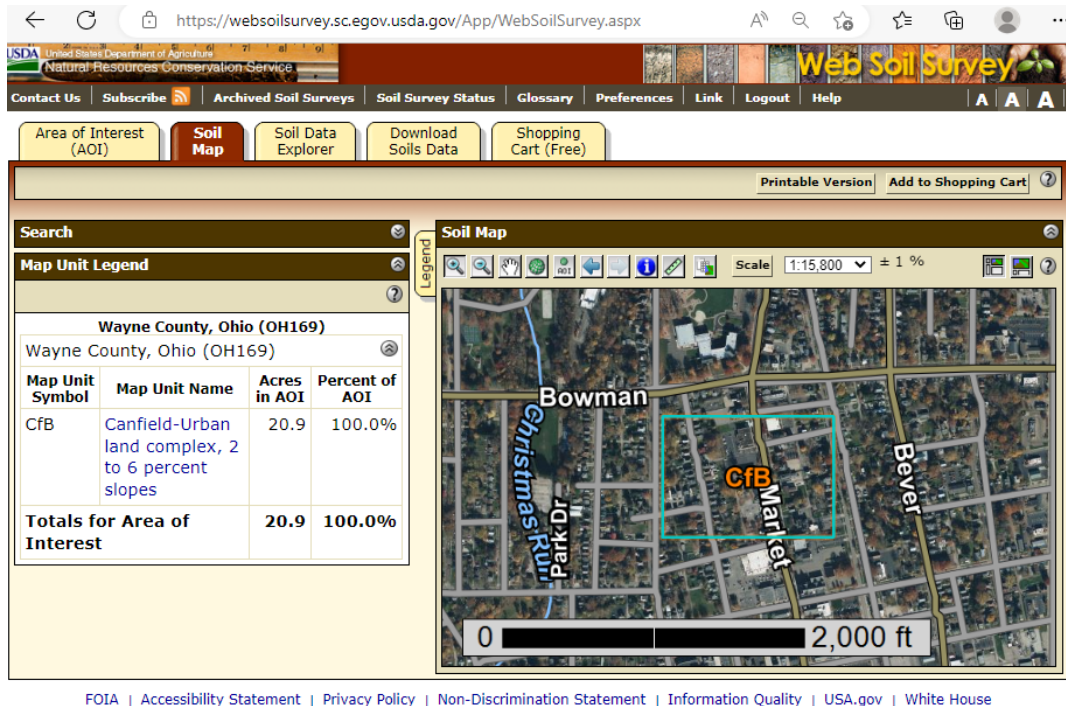 https://websoilsurvey.sc.egov.usda.gov/App/WebSoilSurvey.aspx
USDA United States Department of Agriculture
Natural Resources Conservation Service
Web Soil Survey
Contact Us | Subscribe | Archived Soil Surveys | Soil Survey Status | Glossary | Preferences | Link | Logout | Help | A | A | A
Area of Interest (AOI)
Soil Map
Soil Data Explorer
Download Soils Data
Shopping Cart (Free)
Printable Version
Add to Shopping Cart
Search
Map Unit Legend
Wayne County, Ohio (OH169)
Wayne County, Ohio (OH169)
Map Unit Symbol
Map Unit Name
Acres in AOI
Percent of AOI
CfB
Canfield-Urban
land complex, 2
to 6 percent
slopes
20.9
100.0%
Totals for Area of
Interest
20.9
100.0%
Legend
Soil Map
AOI
Scale
1:15,800
± 1 %
Bowman
Christmas Run
Park Dr
CfB
Market
Bever
0 2,000 ft
FOIA | Accessibility Statement | Privacy Policy | Non-Discrimination Statement | Information Quality | USA.gov | White House